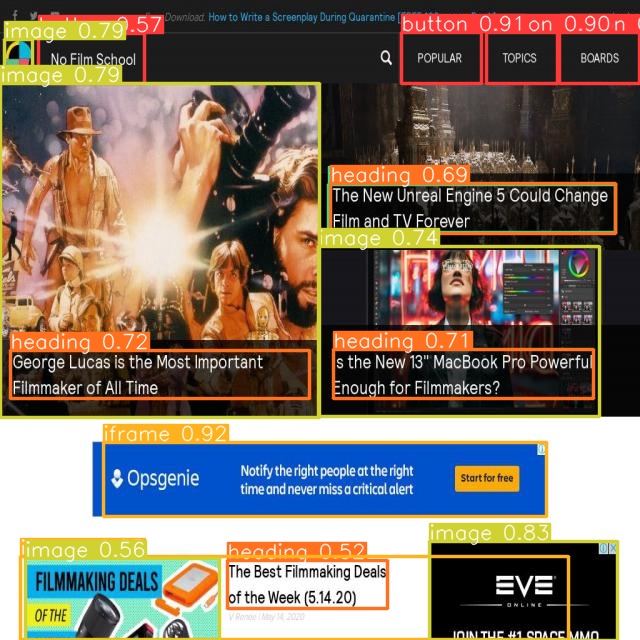 Download. How to Write a Screenplay During Quarantine
image 0.79
0.57
button 0.91on 0.90n
No Film School
POPULAR
TOPICS
BOARDS
image 0.79
heading 0.69
The New Unreal Engine 5 Could Change
Film and TV Forever
image 0.74
heading 0.72
George Lucas is the Most Important
Filmmaker of All Time
heading 0.71
Is the New 13" MacBook Pro Powerful
Enough for Filmmakers?
iframe 0.92
Opsgenie
Notify the right people at the right
time and never miss a critical alert
Start for free
image 0.56
FILMMAKING DEALS
OF THE
heading 0.52
The Best Filmmaking Deals
of the Week (5.14.20)
V Renee | May 14, 2020
image 0.83
EVE
ONLINE
JOIN THE #1 SPACE MMO